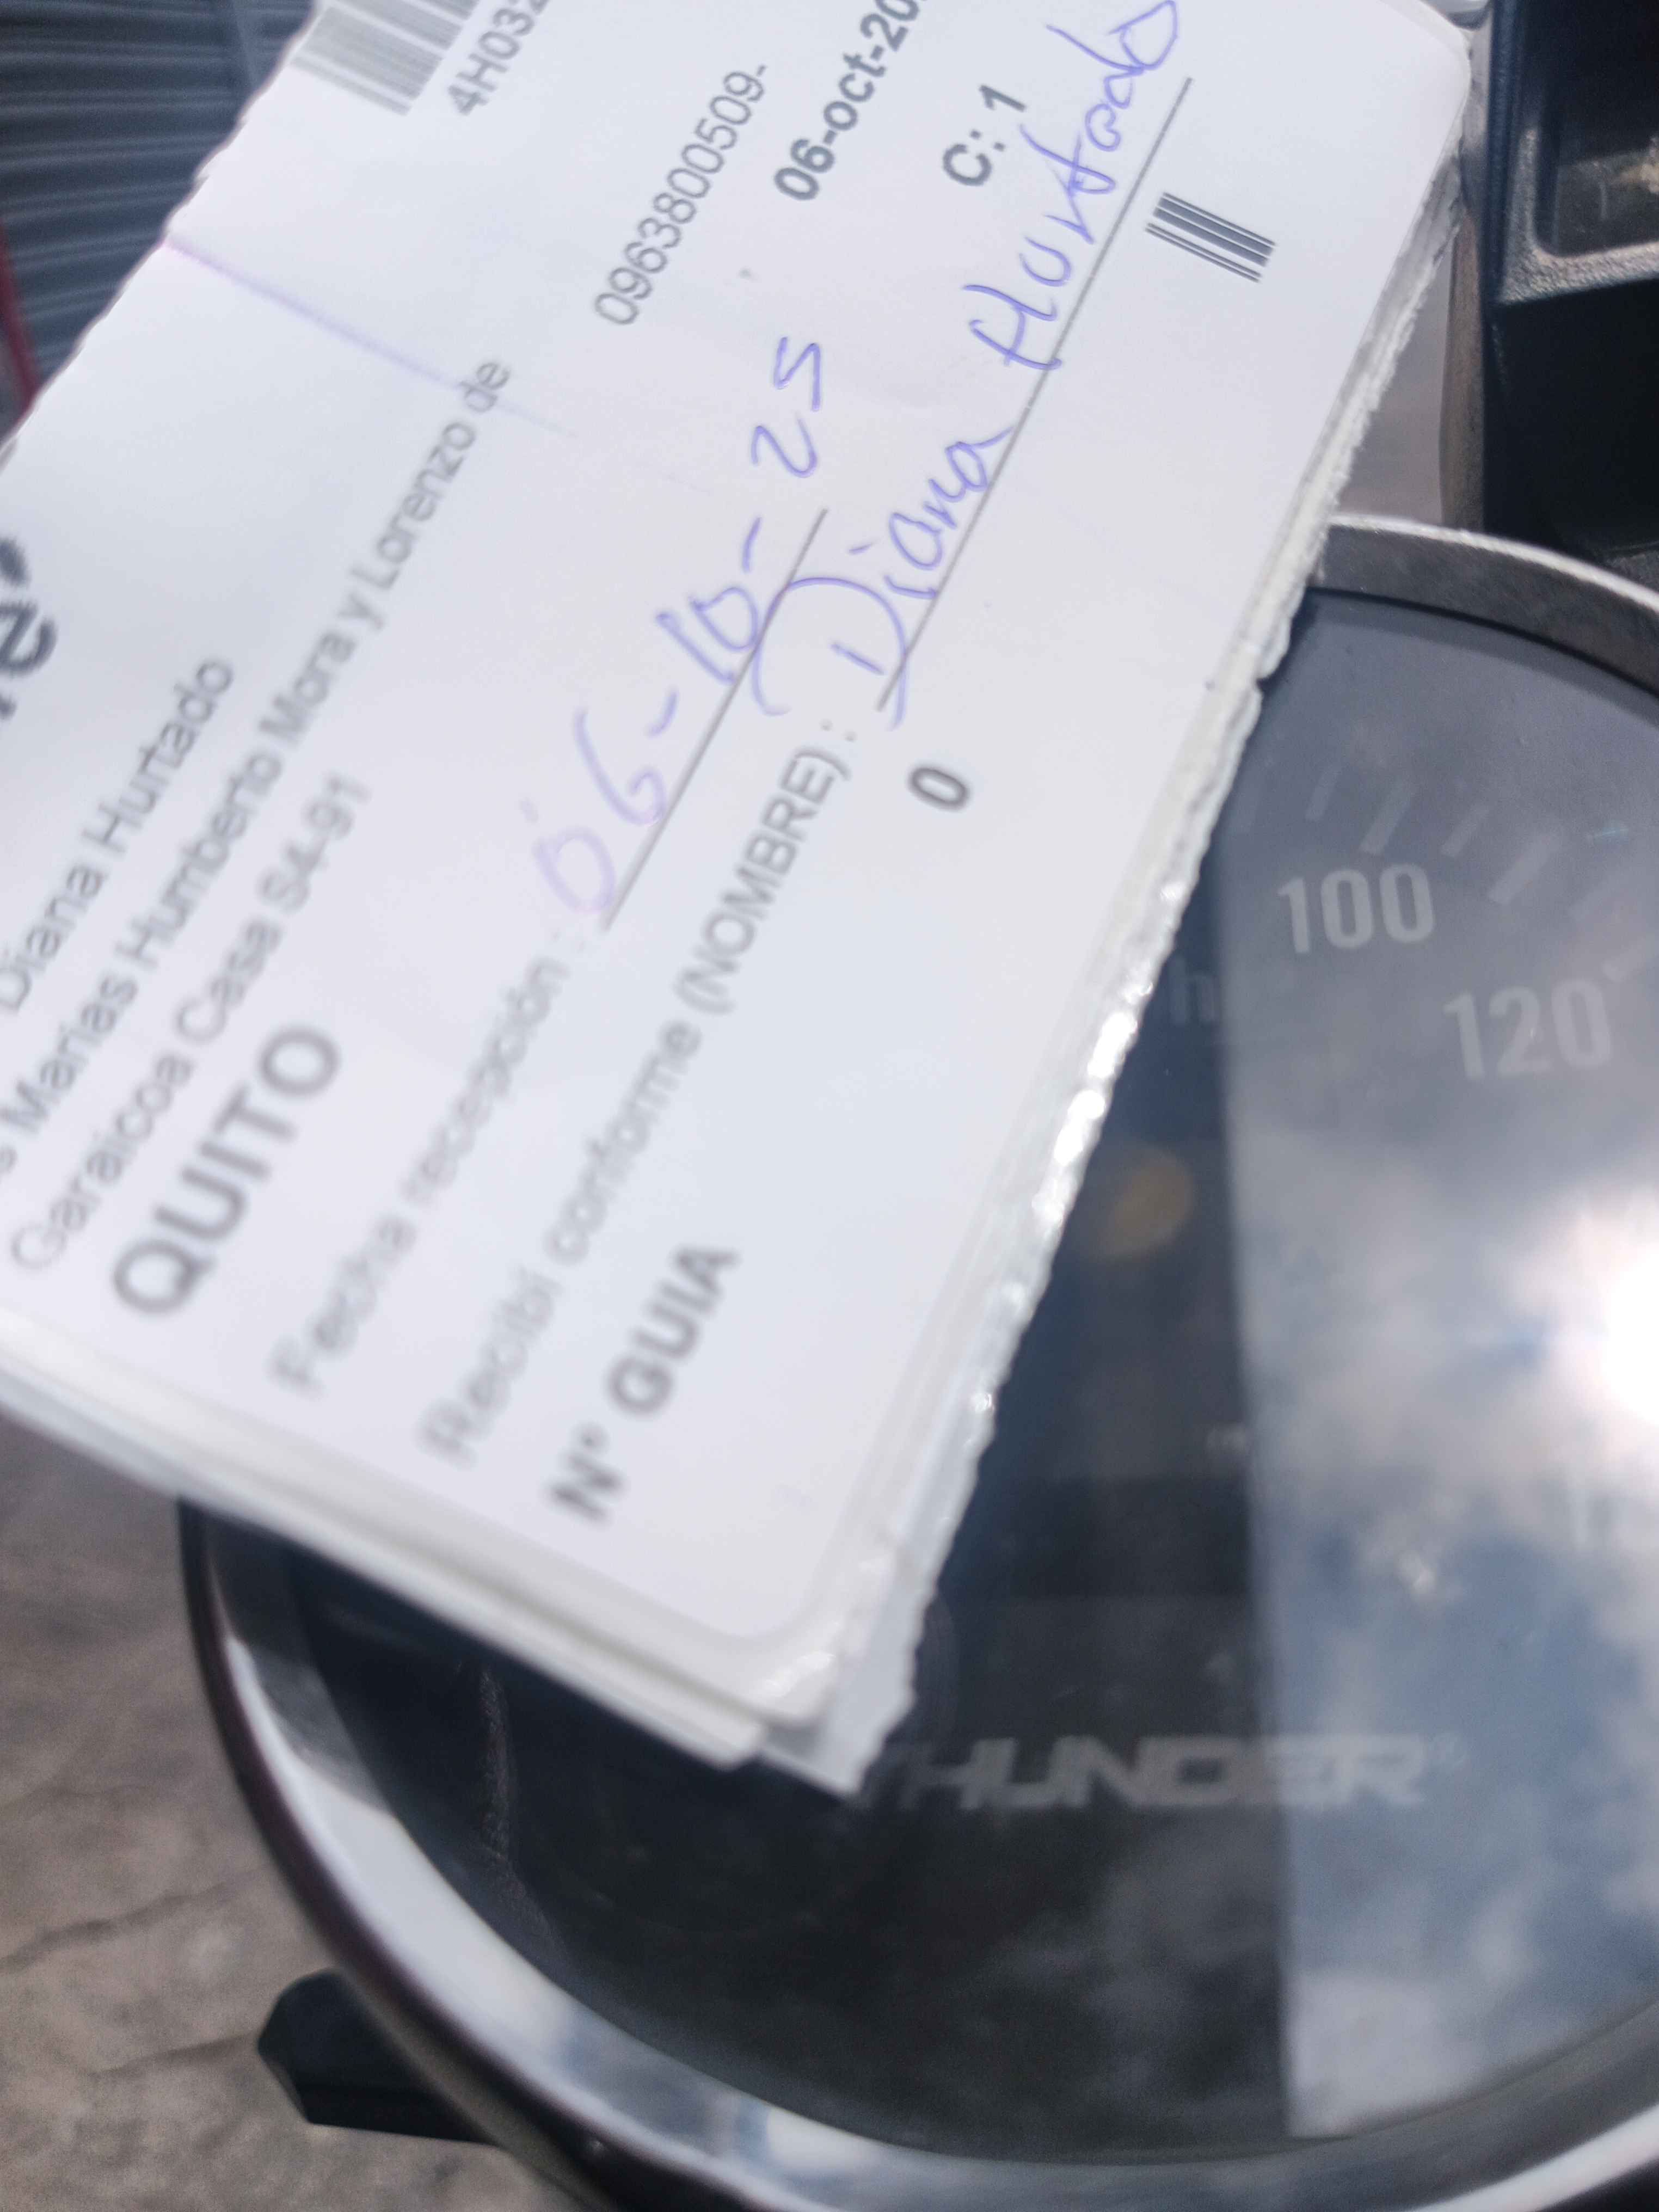 4H032
Diana Hurtado
Marias Humberto Mora y Lorenzo de
Garaicoa Casa S4-91
0963800509-
QUITO
06-oct-20
Fecha recepción : 06-10-25
C: 1
Recibí conforme (NOMBRE) : Diana Hurtado
N° GUIA
0
100
120
THUNDER